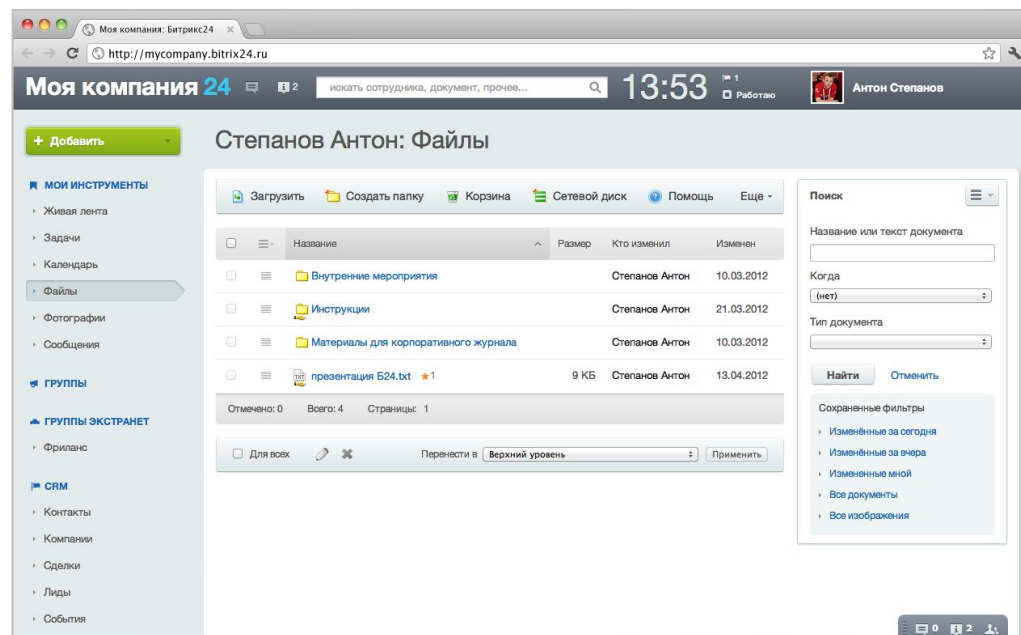 Моя компания: Битрикс24
http://mycompany.bitrix24.ru
Моя компания 24
2
искать сотрудника, документ, прочее...
13:53
1
Работаю
Антон Степанов
+ Добавить
Степанов Антон: Файлы
МОИ ИНСТРУМЕНТЫ
Живая лента
Задачи
Календарь
Файлы
Фотографии
Сообщения
ГРУППЫ
ГРУППЫ ЭКСТРАНЕТ
Фриланс
CRM
Контакты
Компании
Сделки
Лиды
События
Загрузить Создать папку Корзина Сетевой диск Помощь Еще
Название Размер Кто изменил Изменен
Внутренние мероприятия Степанов Антон 10.03.2012
Инструкции Степанов Антон 21.03.2012
Материалы для корпоративного журнала Степанов Антон 10.03.2012
TXT презентация Б24.txt ★1 9 КБ Степанов Антон 13.04.2012
Отмечено: 0 Всего: 4 Страницы: 1
Для всех Перенести в Верхний уровень Применить
Поиск
Название или текст документа
Когда
(нет)
Тип документа
Найти Отменить
Сохраненные фильтры
Изменённые за сегодня
Изменённые за вчера
Измененные мной
Все документы
Все изображения
0 2